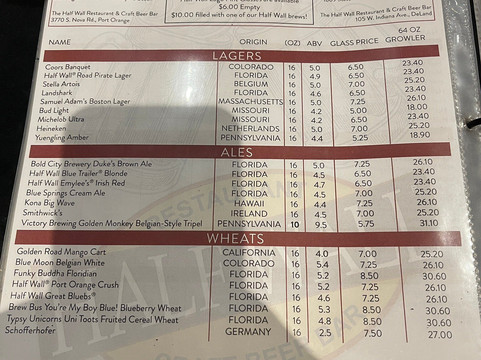 The Half Wall Restaurant & Craft Beer Bar
3770 S. Nova Rd., Port Orange
$6.00 Empty
$10.00 filled with one of our Half Wall brews!
The Half Wall Restaurant & Craft Beer Bar
105 W. Indiana Ave., DeLand
NAME ORIGIN (OZ) ABV GLASS PRICE 64 OZ GROWLER
LAGERS
Coors Banquet COLORADO 16 5.0 6.50 23.40
Half Wall® Road Pirate Lager FLORIDA 16 4.9 6.50 23.40
Stella Artois BELGIUM 16 5.0 7.00 25.20
Landshark FLORIDA 16 4.6 6.50 23.40
Samuel Adam's Boston Lager MASSACHUSETTS 16 5.0 7.25 26.10
Bud Light MISSOURI 16 4.2 5.00 18.00
Michelob Ultra MISSOURI 16 4.2 6.50 23.40
Heineken NETHERLANDS 16 5.0 7.00 25.20
Yuengling Amber PENNSYLVANIA 16 4.4 5.25 18.90
ALES
Bold City Brewery Duke's Brown Ale FLORIDA 16 5.0 7.25 26.10
Half Wall Blue Trailer® Blonde FLORIDA 16 4.5 6.50 23.40
Half Wall Emylee's® Irish Red FLORIDA 16 4.7 6.50 23.40
Blue Springs Cream Ale FLORIDA 16 4.5 7.00 25.20
Kona Big Wave HAWAII 16 4.4 7.25 26.10
Smithwick's IRELAND 16 4.5 7.00 25.20
Victory Brewing Golden Monkey Belgian-Style Tripel PENNSYLVANIA 10 9.5 5.75 31.10
WHEATS
Golden Road Mango Cart CALIFORNIA 16 4.0 7.00 25.20
Blue Moon Belgian White COLORADO 16 5.4 7.25 26.10
Funky Buddha Floridian FLORIDA 16 5.2 8.50 30.60
Half Wall® Port Orange Crush FLORIDA 16 5.2 7.25 26.10
Half Wall Great Bluebs® FLORIDA 16 4.6 7.25 26.10
Brew Bus You're My Boy Blue! Blueberry Wheat FLORIDA 16 5.3 8.50 30.60
Typsy Unicorns Uni Toots Fruited Cereal Wheat FLORIDA 16 4.8 8.50 30.60
Schofferhofer GERMANY 16 2.5 7.50 27.00